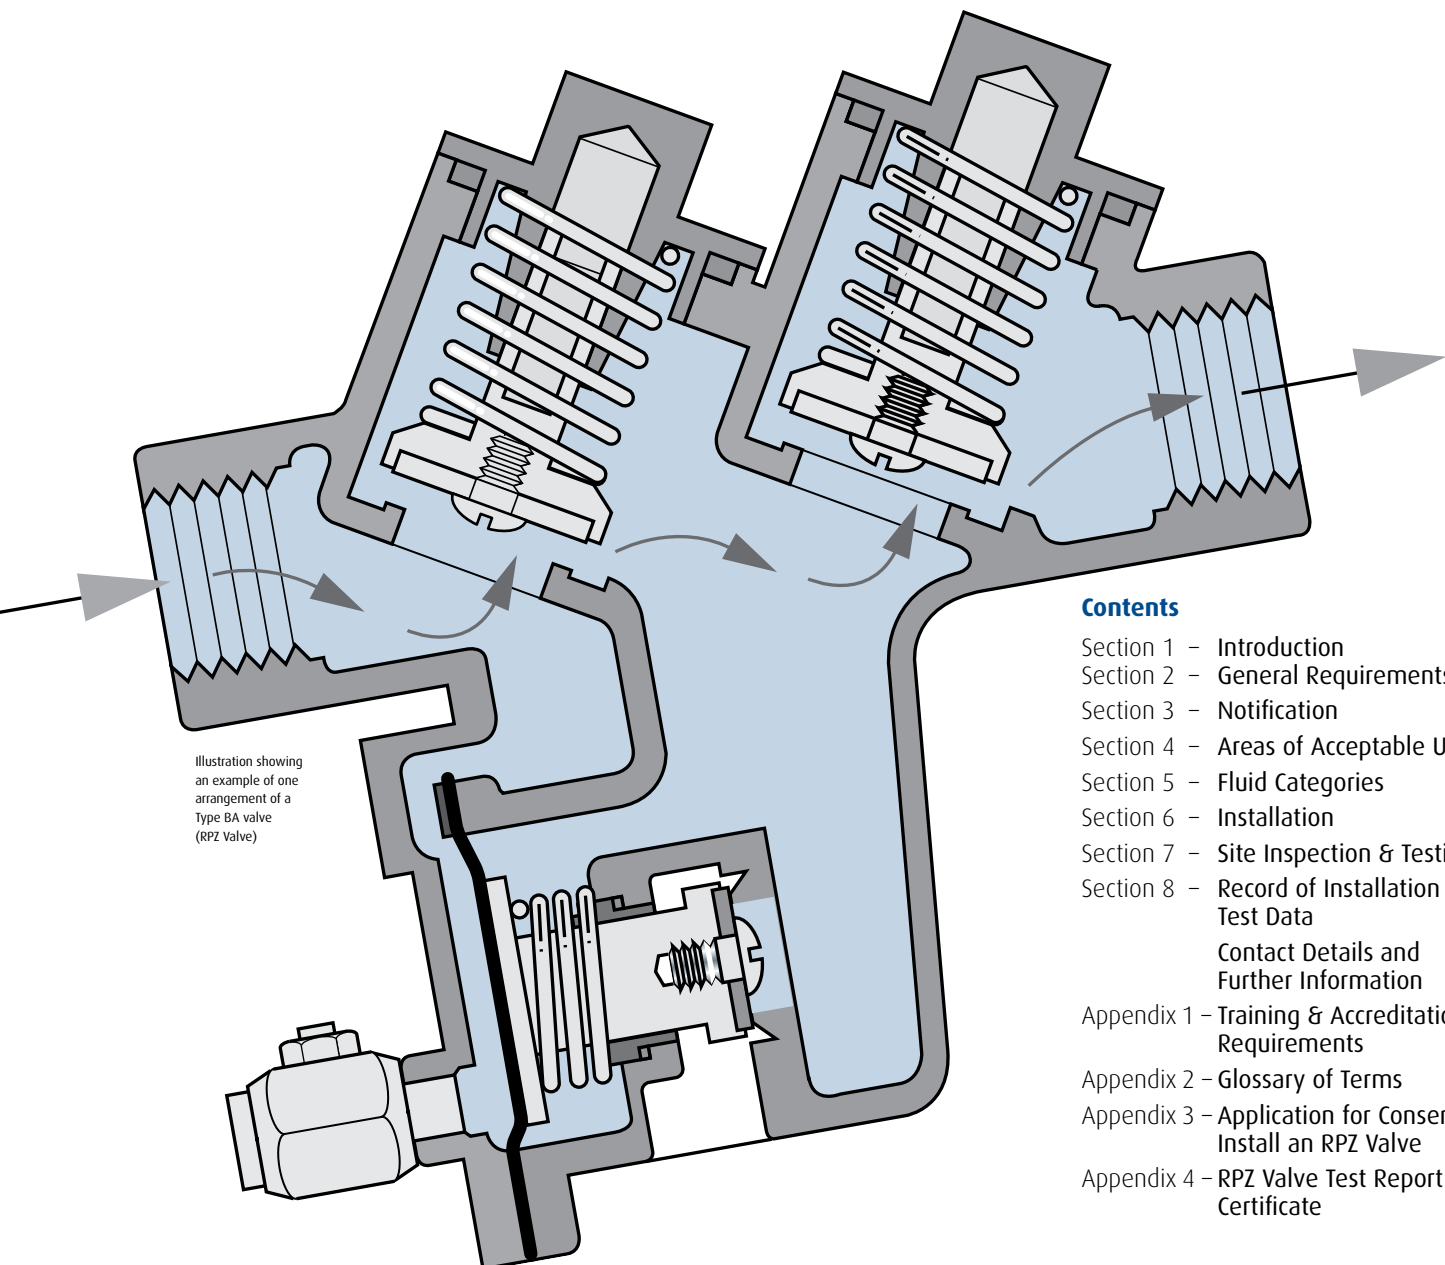 Illustration showing
an example of one
arrangement of a
Type BA valve
(RPZ Valve)
Contents
Section 1 – Introduction
Section 2 – General Requirements
Section 3 – Notification
Section 4 – Areas of Acceptable U
Section 5 – Fluid Categories
Section 6 – Installation
Section 7 – Site Inspection & Testi
Section 8 – Record of Installation
Test Data
Contact Details and
Further Information
Appendix 1 – Training & Accreditatio
Requirements
Appendix 2 – Glossary of Terms
Appendix 3 – Application for Conser
Install an RPZ Valve
Appendix 4 – RPZ Valve Test Report
Certificate